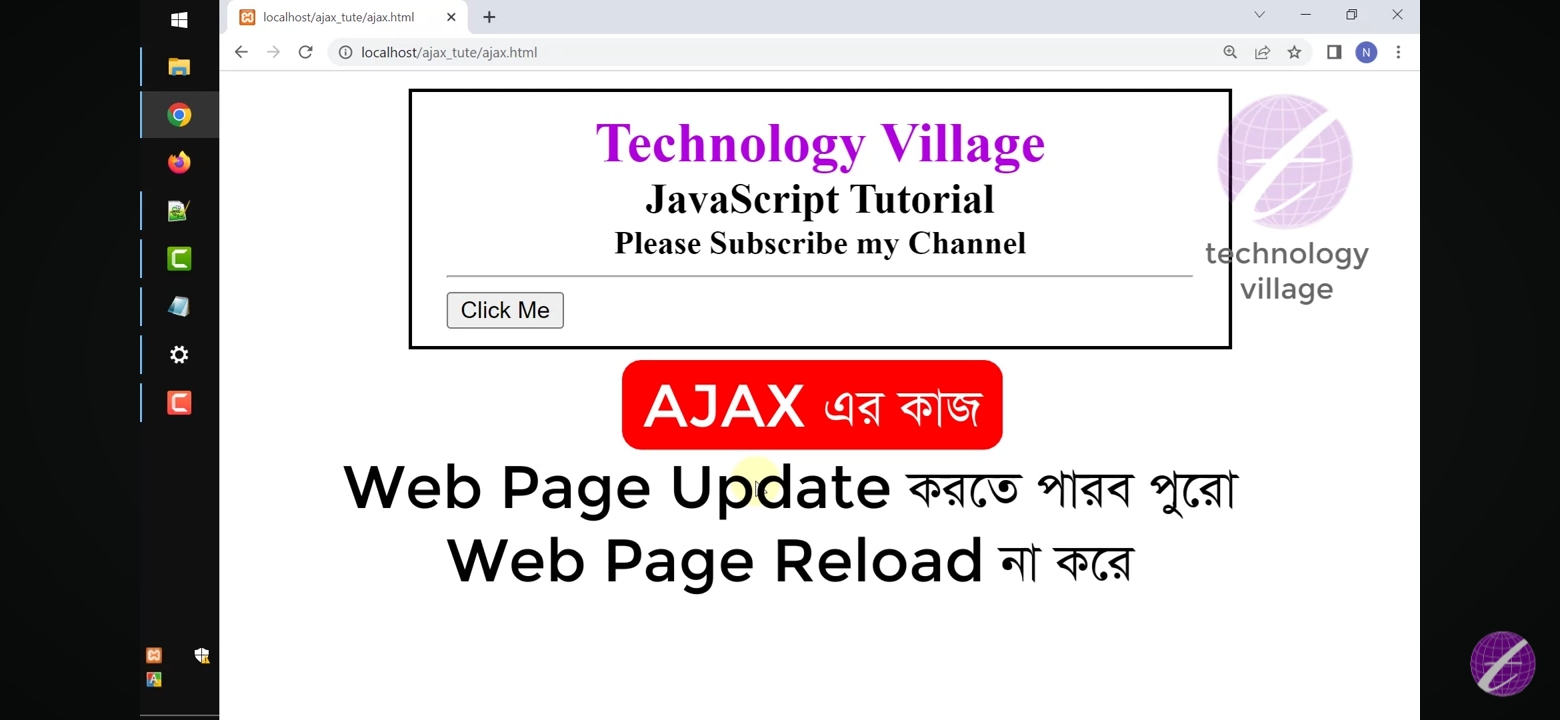 localhost/ajax_tute/ajax.html
localhost/ajax_tute/ajax.html
N
Technology Village
JavaScript Tutorial
Please Subscribe my Channel
Click Me
technology
village
AJAX এর কাজ
Web Page Update করতে পারব পুরো
Web Page Reload না করে